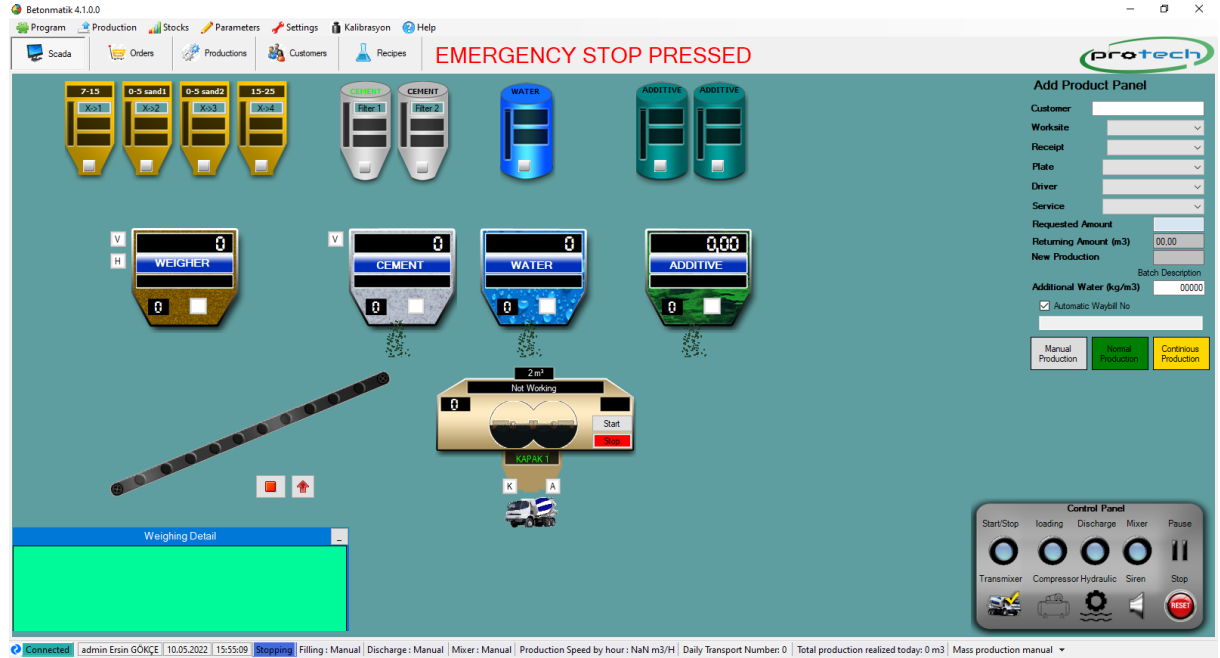 Betonmatik 4.1.0.0
Program Production Stocks Parameters Settings Kalibrasyon Help
Scada Orders Productions Customers Recipes EMERGENCY STOP PRESSED
protech
7-15 0-5 sand1 0-5 sand2 15-25 CEMENT CEMENT WATER ADDITIVE ADDITIVE
X->1 X->2 X->3 X->4 Filter 1 Filter 2
Add Product Panel
Customer
Worksite
Receipt
Plate
Driver
Service
Requested Amount
Returning Amount (m3) 00.00
New Production
Batch Description
Additional Water (kg/m3) 00000
Automatic Waybill No
Manual Production
Normal Production
Continious Production
V 0 V 0 0 0,00
H WEIGHER CEMENT WATER ADDITIVE
0 0 0 0
2 m³
Not Working
0
Start
Stop
KAPAK 1
K A
Weighing Detail
Control Panel
Start/Stop loading Discharge Mixer Pause
Transmixer Compressor Hydraulic Siren Stop
RESET
Connected admin Ersin GÖKÇE 10.05.2022 15:55:09 Stopping Filling : Manual Discharge : Manual Mixer : Manual Production Speed by hour : NaN m3/H Daily Transport Number: 0 Total production realized today: 0 m3 Mass production manual